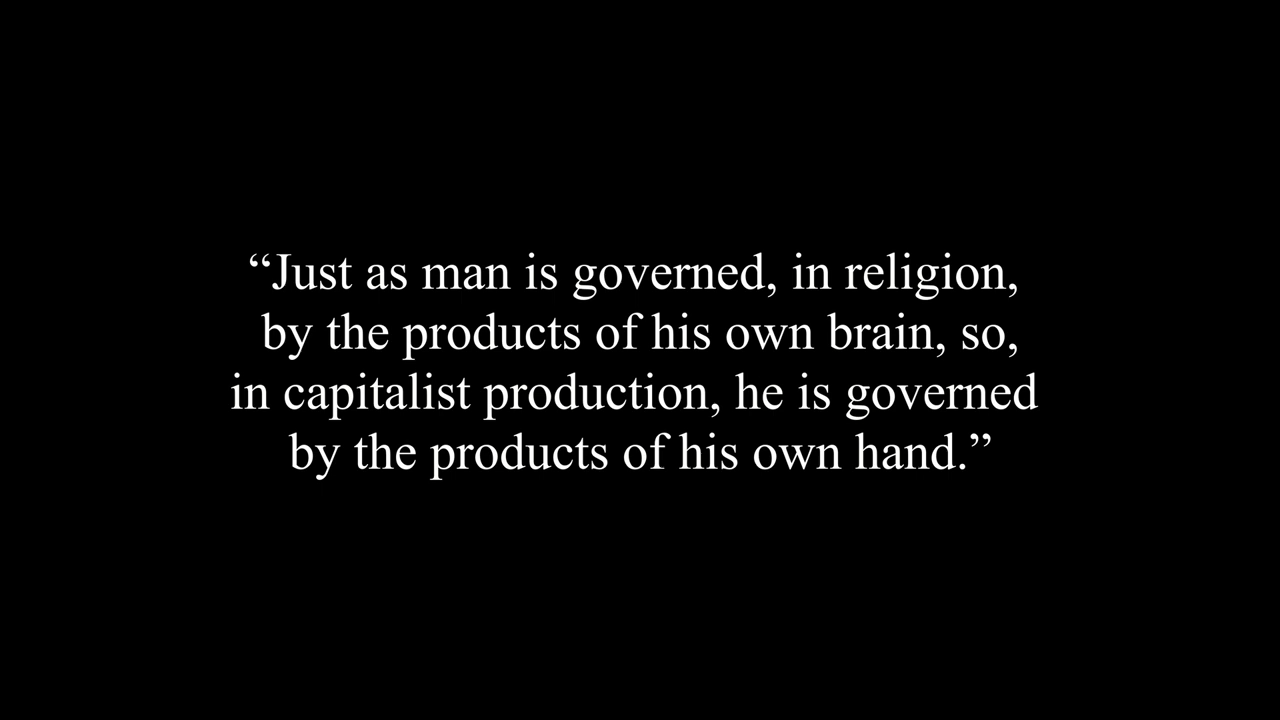 “Just as man is governed, in religion,
by the products of his own brain, so,
in capitalist production, he is governed
by the products of his own hand.”